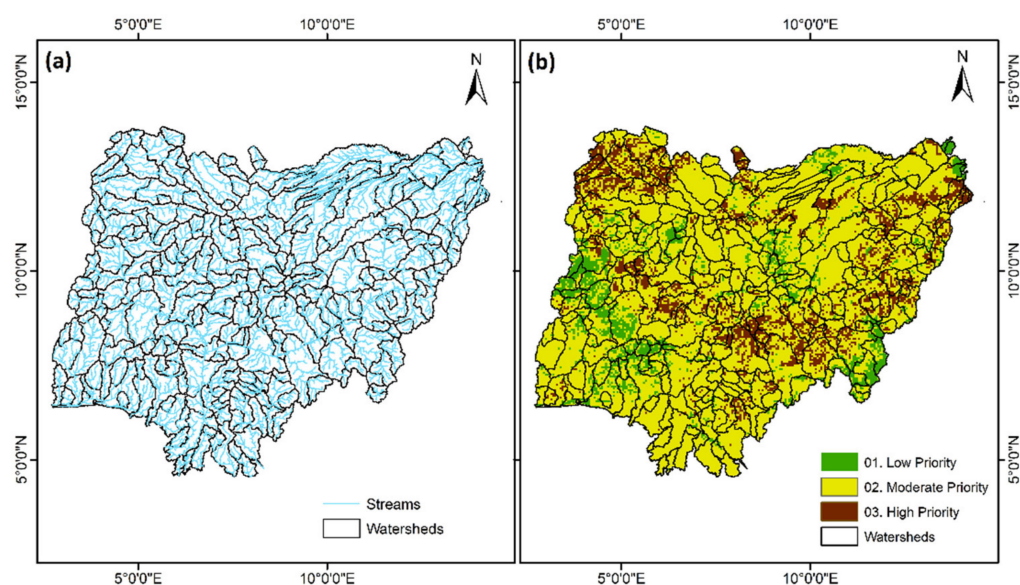 5°0'0"E 10°0'0"E 5°0'0"E 10°0'0"E
(a) N (b) N
15°0'0"N 15°0'0"N
10°0'0"N 10°0'0"N
5°0'0"N 5°0'0"N
Streams
Watersheds
01. Low Priority
02. Moderate Priority
03. High Priority
Watersheds
5°0'0"E 10°0'0"E 5°0'0"E 10°0'0"E